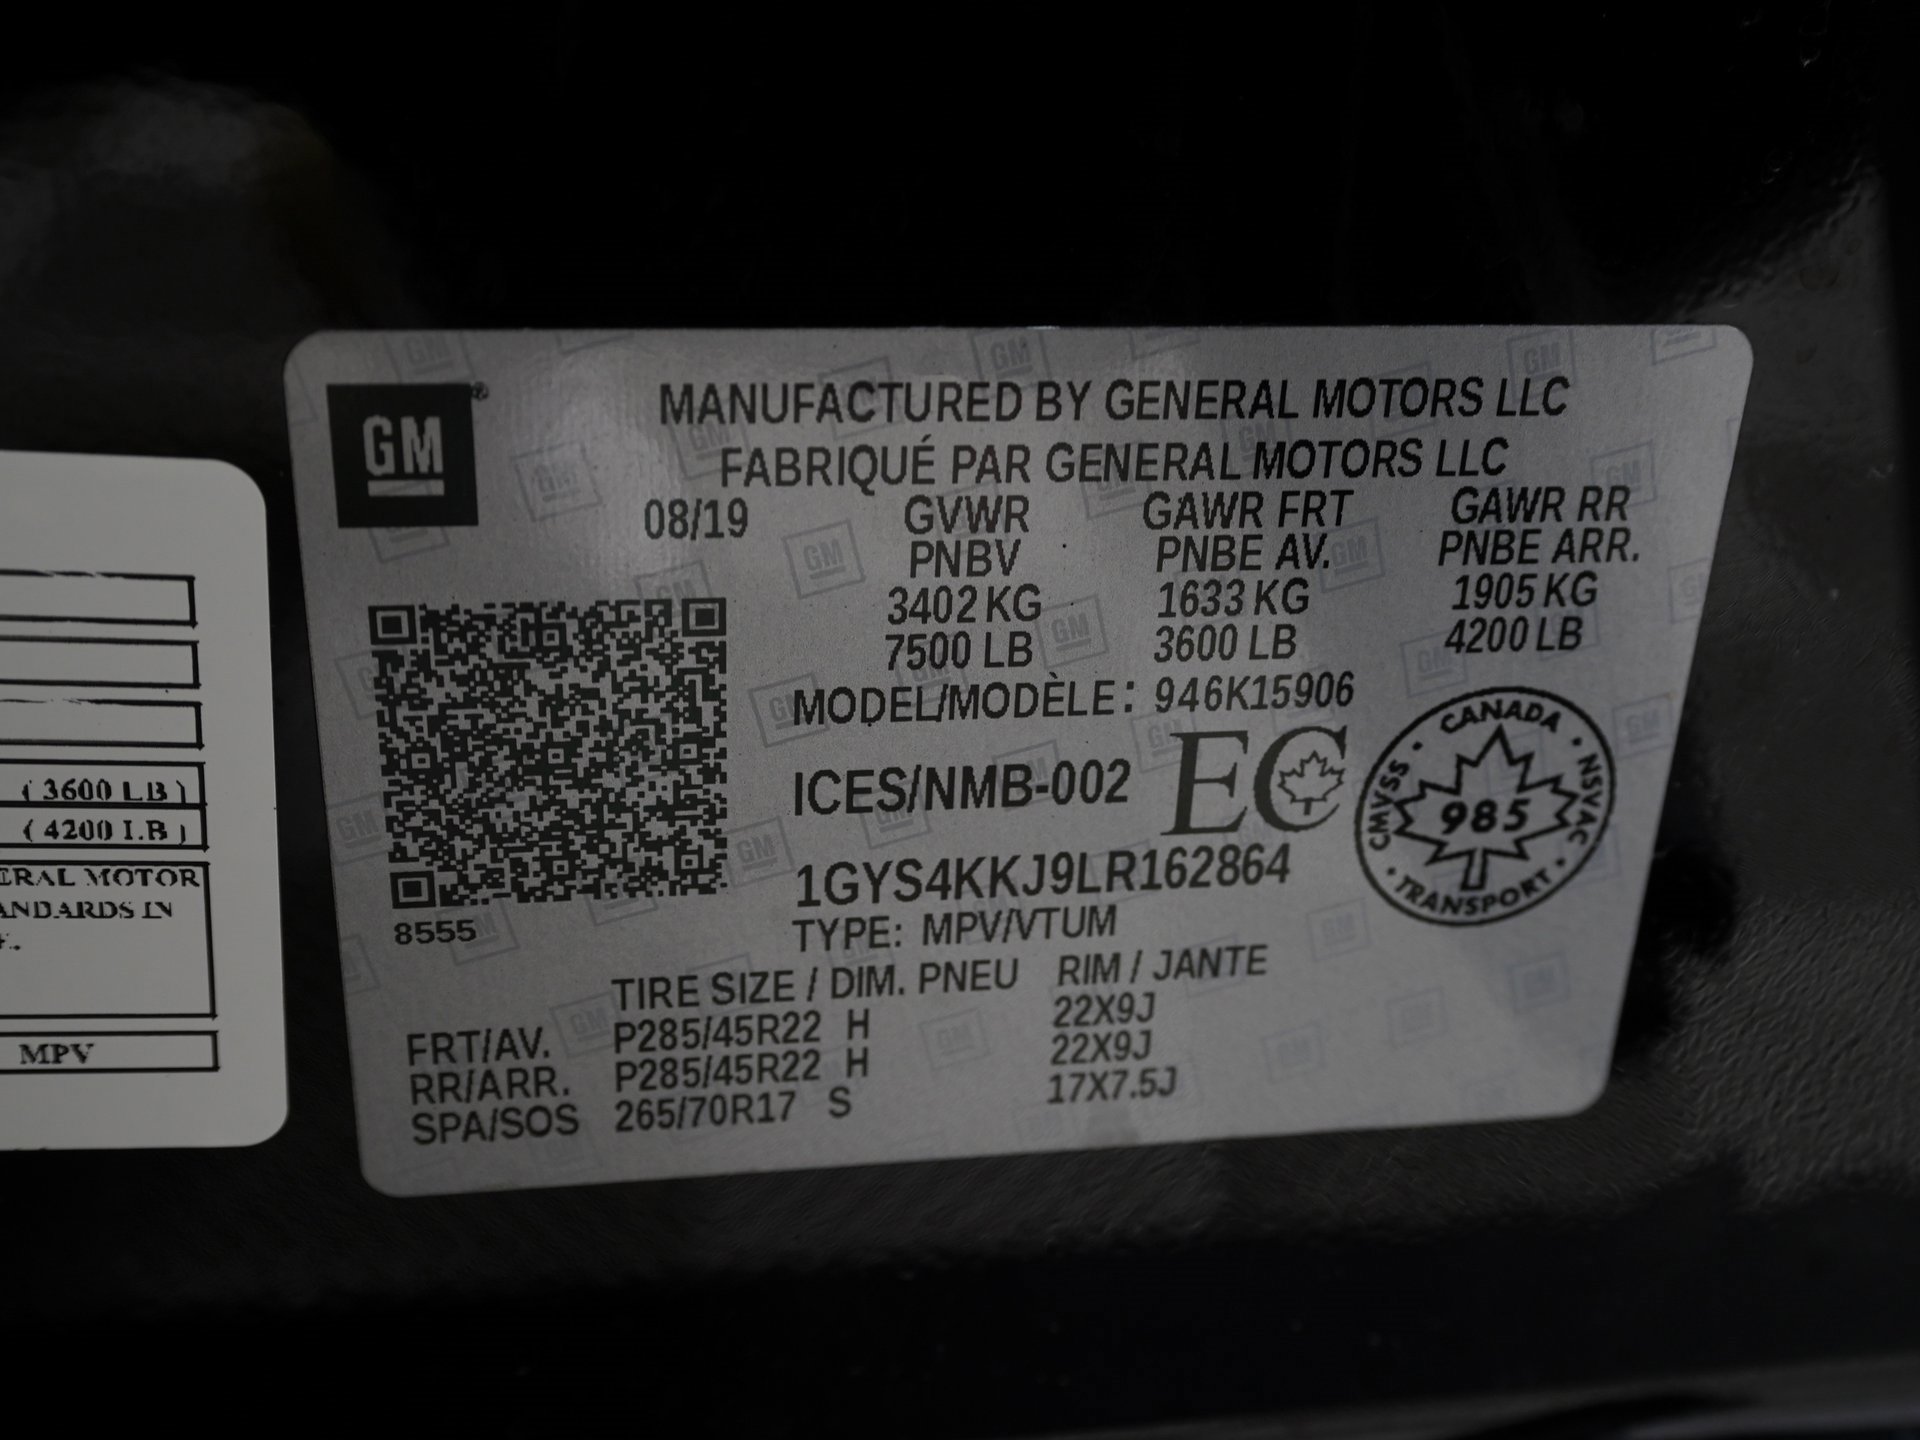 GM
MANUFACTURED BY GENERAL MOTORS LLC
FABRIQUÉ PAR GENERAL MOTORS LLC
08/19 GVWR GAWR FRT GAWR RR
PNBV PNBE AV. PNBE ARR.
3402 KG 1633 KG 1905 KG
7500 LB 3600 LB 4200 LB
MODEL/MODÈLE: 946K15906
ICES/NMB-002 EC
CANADA
CMVSS 985 NSVAC
TRANSPORT
1GYS4KKJ9LR162864
8555
TYPE: MPV/VTUM
TIRE SIZE / DIM. PNEU RIM / JANTE
FRT/AV. P285/45R22 H 22X9J
RR/ARR. P285/45R22 H 22X9J
SPA/SOS 265/70R17 S 17X7.5J
( 3600 LB )
( 4200 LB )
MOTOR
IN
MPV